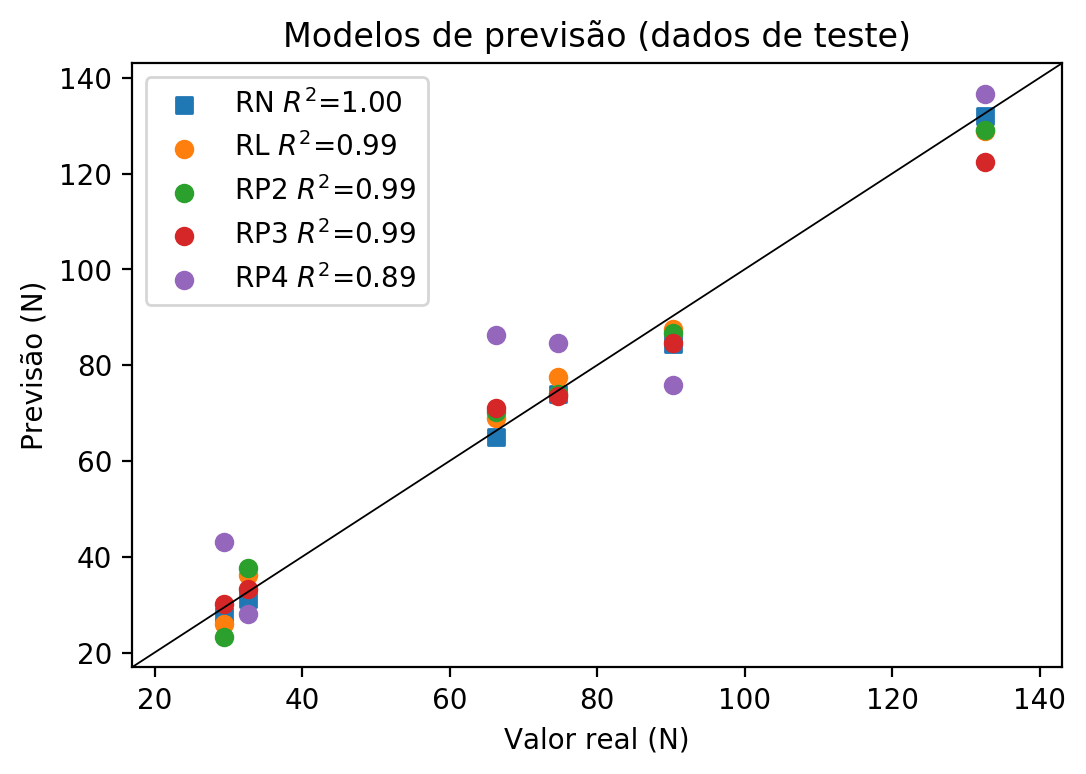 Modelos de previsão (dados de teste)
RN R²=1.00
RL R²=0.99
RP2 R²=0.99
RP3 R²=0.99
RP4 R²=0.89
140
120
100
80
60
40
20
Previsão (N)
20 40 60 80 100 120 140
Valor real (N)